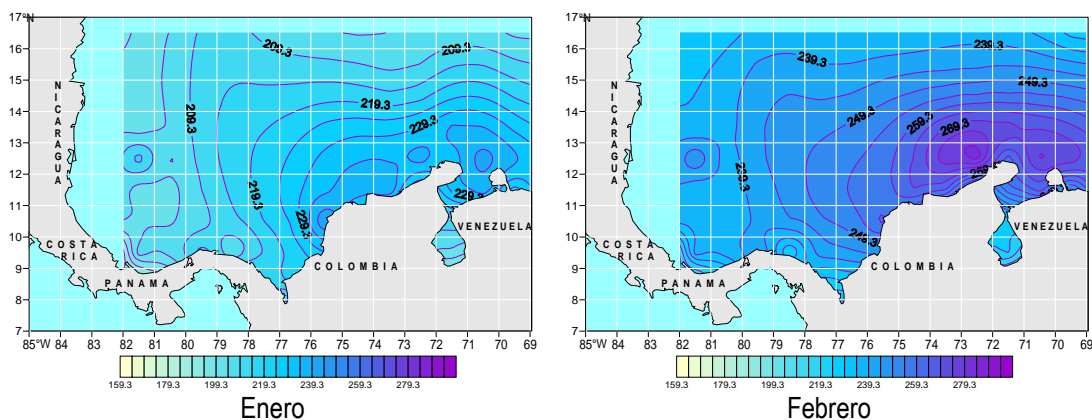 17°N
16
15
14
13
12
11
10
9
8
7
209.3
209.3
219.3
229.3
209.3
219.3
229.3
229.3
NICARAGUA
COSTA
RICA
PANAMA
COLOMBIA
VENEZUELA
85°W 84 83 82 81 80 79 78 77 76 75 74 73 72 71 70 69
159.3 179.3 199.3 219.3 239.3 259.3 279.3
Enero
17°N
16
15
14
13
12
11
10
9
8
7
239.3
239.3
249.3
249.3
259.3
269.3
239.3
249.3
NICARAGUA
COSTA
RICA
PANAMA
COLOMBIA
VENEZUELA
85°W 84 83 82 81 80 79 78 77 76 75 74 73 72 71 70 69
159.3 179.3 199.3 219.3 239.3 259.3 279.3
Febrero